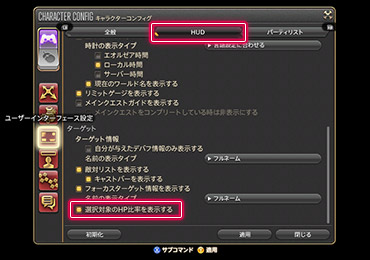 CHARACTER CONFIG キャラクターコンフィグ
全般 HUD パーティリスト
時計の表示タイプ 言語設定に合わせる
エオルゼア時間
ローカル時間
サーバー時間
現在のワールド名を表示する
リミットゲージを表示する
メインクエストガイドを表示する
メインクエストをコンプリートしている時は非表示にする
ユーザーインターフェース設定
ターゲット
ターゲット情報
自分が与えたデバフ情報のみ表示する
名前の表示タイプ フルネーム
敵対リストを表示する
キャストバーを表示する
フォーカスターゲット情報を表示する
名前の表示タイプ フルネーム
選択対象のHP比率を表示する
初期化 適用 閉じる
X サブコマンド Y 適用